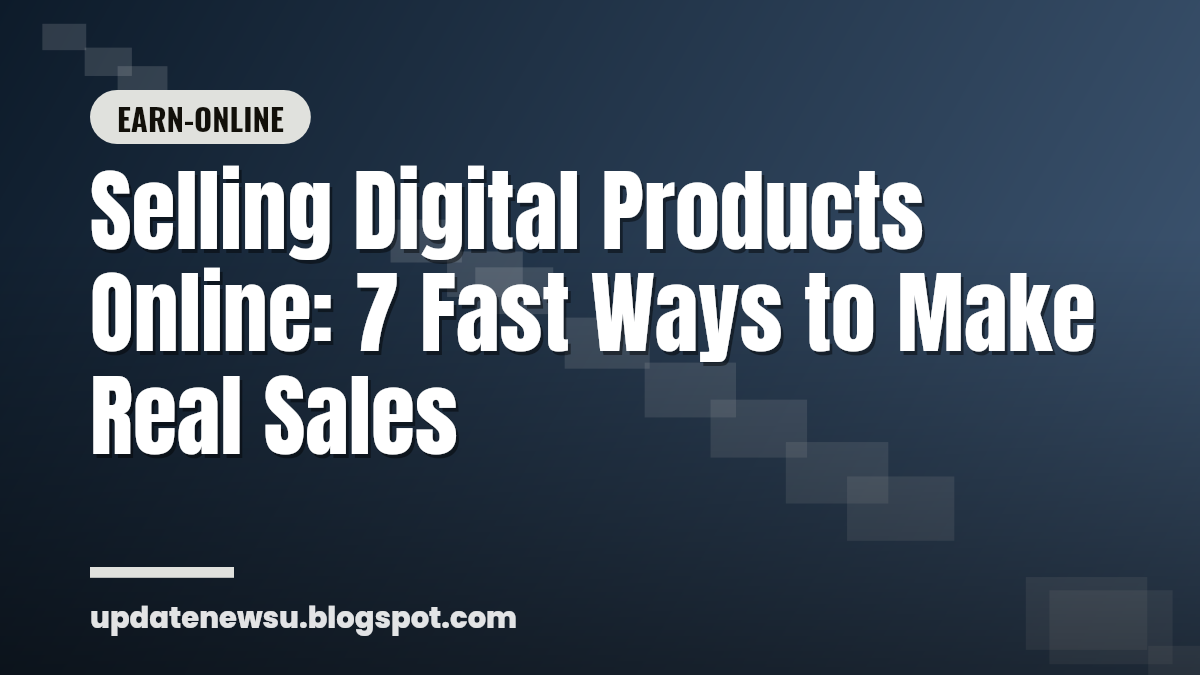 EARN-ONLINE
Selling Digital Products
Online: 7 Fast Ways to Make
Real Sales
updatenewsu.blogspot.com